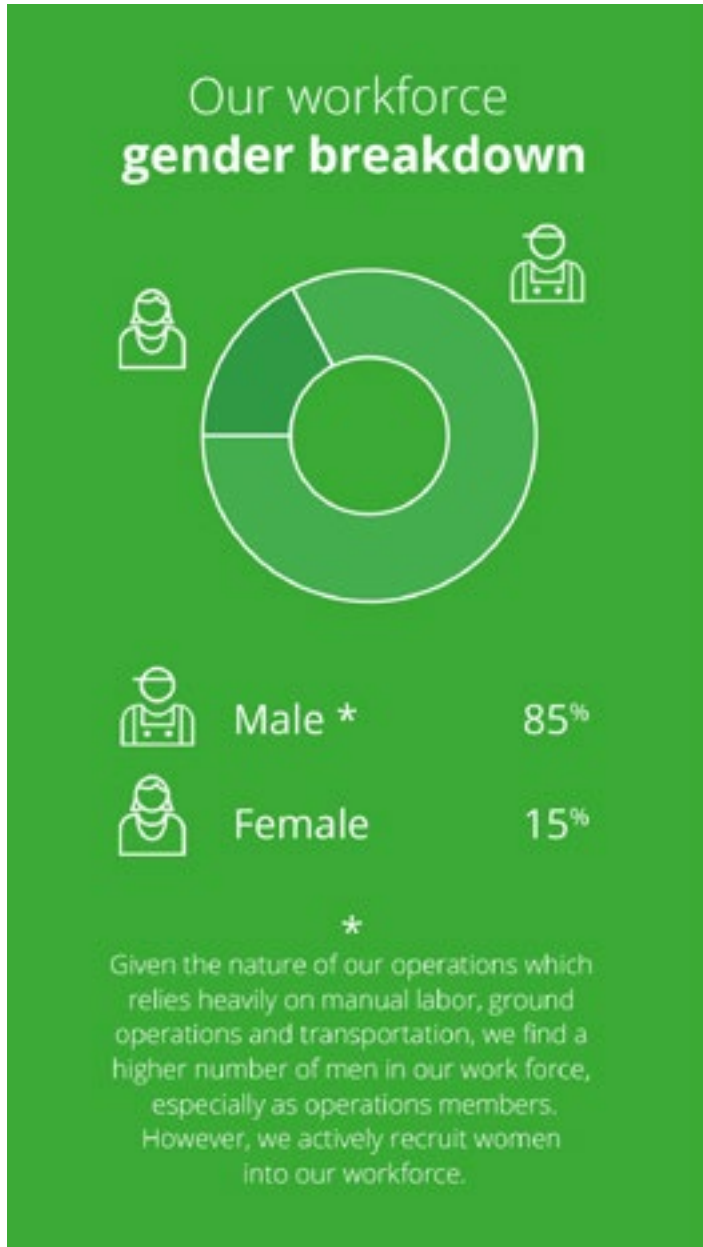 Our workforce
gender breakdown
Male * 85%
Female 15%
*
Given the nature of our operations which
relies heavily on manual labor, ground
operations and transportation, we find a
higher number of men in our work force,
especially as operations members.
However, we actively recruit women
into our workforce.